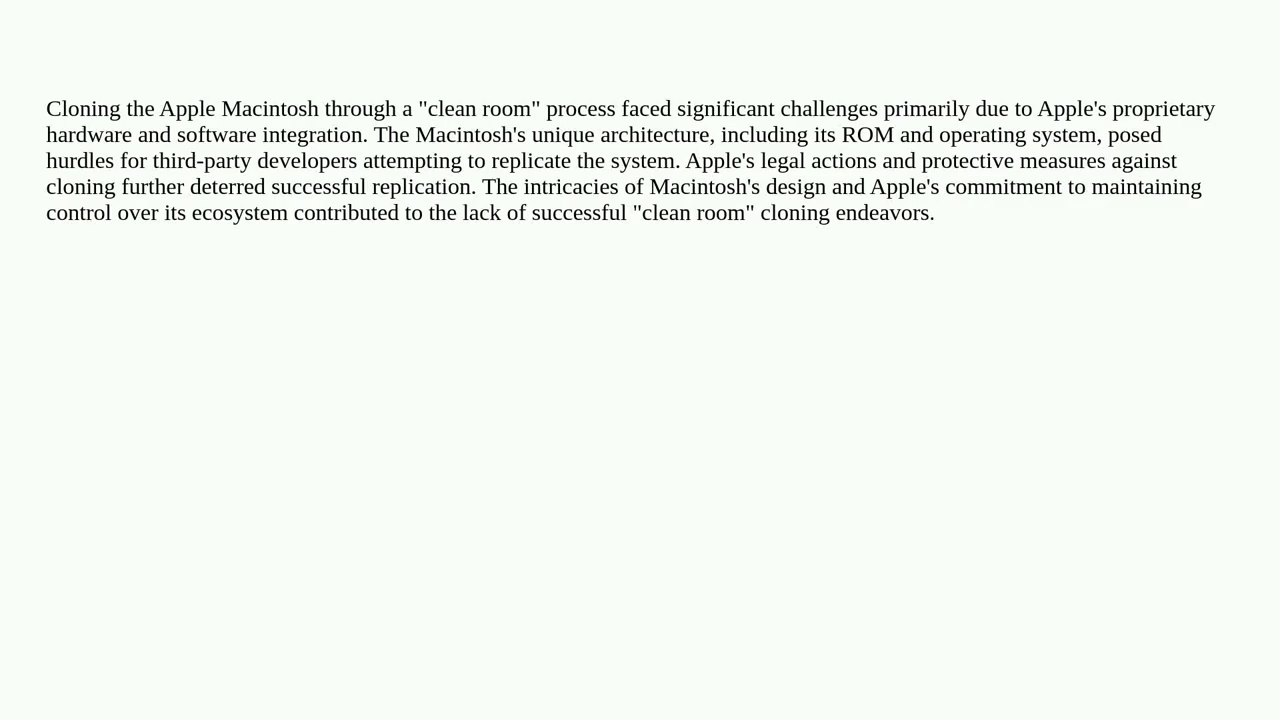 Cloning the Apple Macintosh through a "clean room" process faced significant challenges primarily due to Apple's proprietary
hardware and software integration. The Macintosh's unique architecture, including its ROM and operating system, posed
hurdles for third-party developers attempting to replicate the system. Apple's legal actions and protective measures against
cloning further deterred successful replication. The intricacies of Macintosh's design and Apple's commitment to maintaining
control over its ecosystem contributed to the lack of successful "clean room" cloning endeavors.